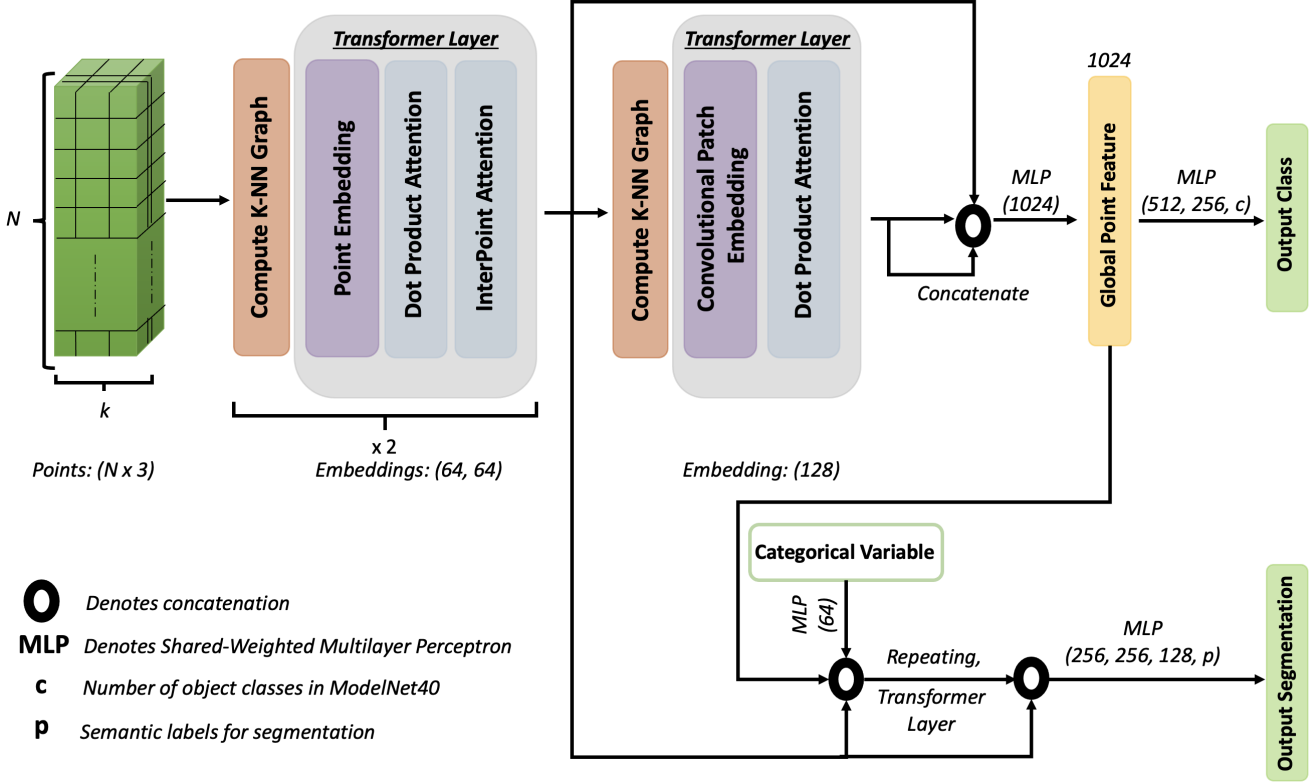 Transformer Layer
Transformer Layer
1024
N
Compute K-NN Graph
Point Embedding
Dot Product Attention
InterPoint Attention
Compute K-NN Graph
Convolutional Patch
Embedding
Dot Product Attention
MLP
(1024)
Global Point Feature
MLP
(512, 256, c)
Output Class
Concatenate
k
x 2
Points: (N x 3)
Embeddings: (64, 64)
Embedding: (128)
Categorical Variable
MLP
(64)
Repeating,
Transformer
Layer
MLP
(256, 256, 128, p)
Output Segmentation
Denotes concatenation
MLP Denotes Shared-Weighted Multilayer Perceptron
c Number of object classes in ModelNet40
p Semantic labels for segmentation